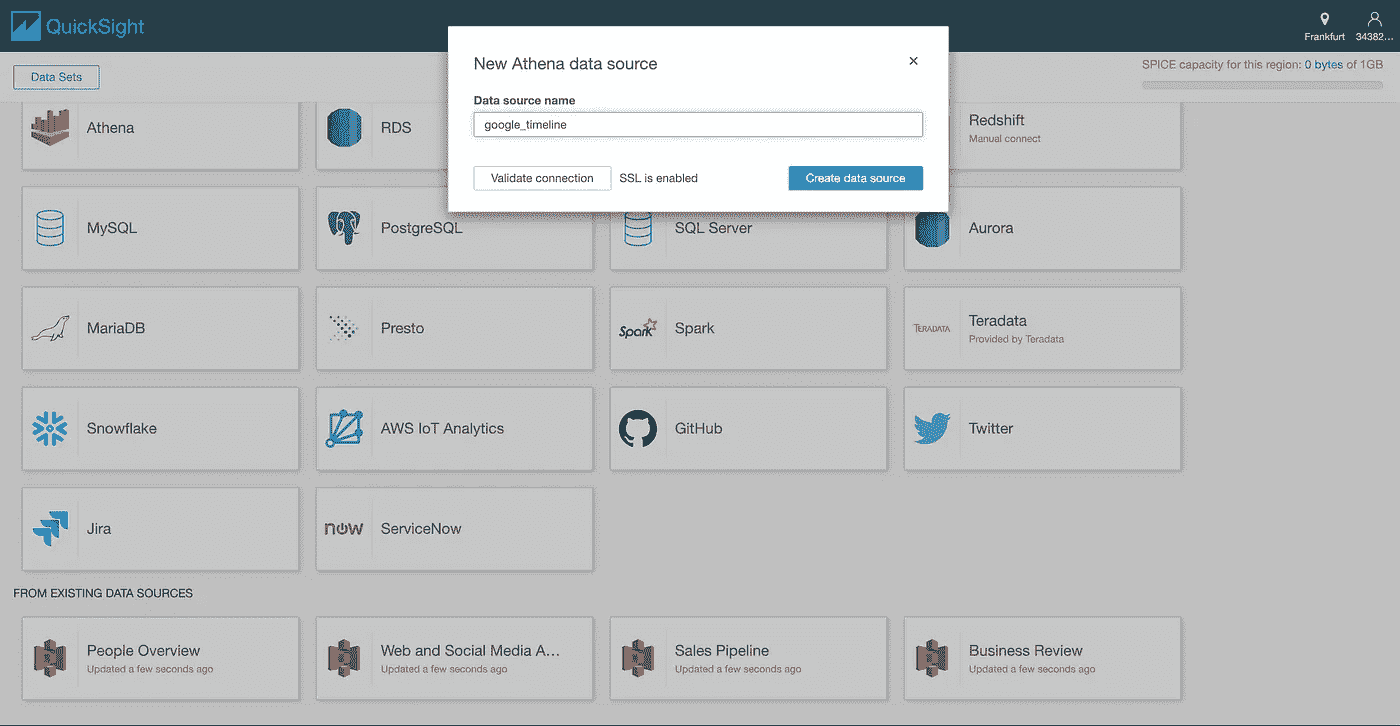 QuickSight
Frankfurt
34382...
Data Sets
SPICE capacity for this region: 0 bytes of 1GB
New Athena data source
Data source name
google_timeline
Validate connection
SSL is enabled
Create data source
Athena
RDS
Redshift
Manual connect
MySQL
PostgreSQL
SQL Server
Aurora
MariaDB
Presto
Spark
Spark
TERADATA
Teradata
Provided by Teradata
Snowflake
AWS IoT Analytics
GitHub
Twitter
Jira
now
ServiceNow
FROM EXISTING DATA SOURCES
People Overview
Updated a few seconds ago
Web and Social Media A...
Updated a few seconds ago
Sales Pipeline
Updated a few seconds ago
Business Review
Updated a few seconds ago